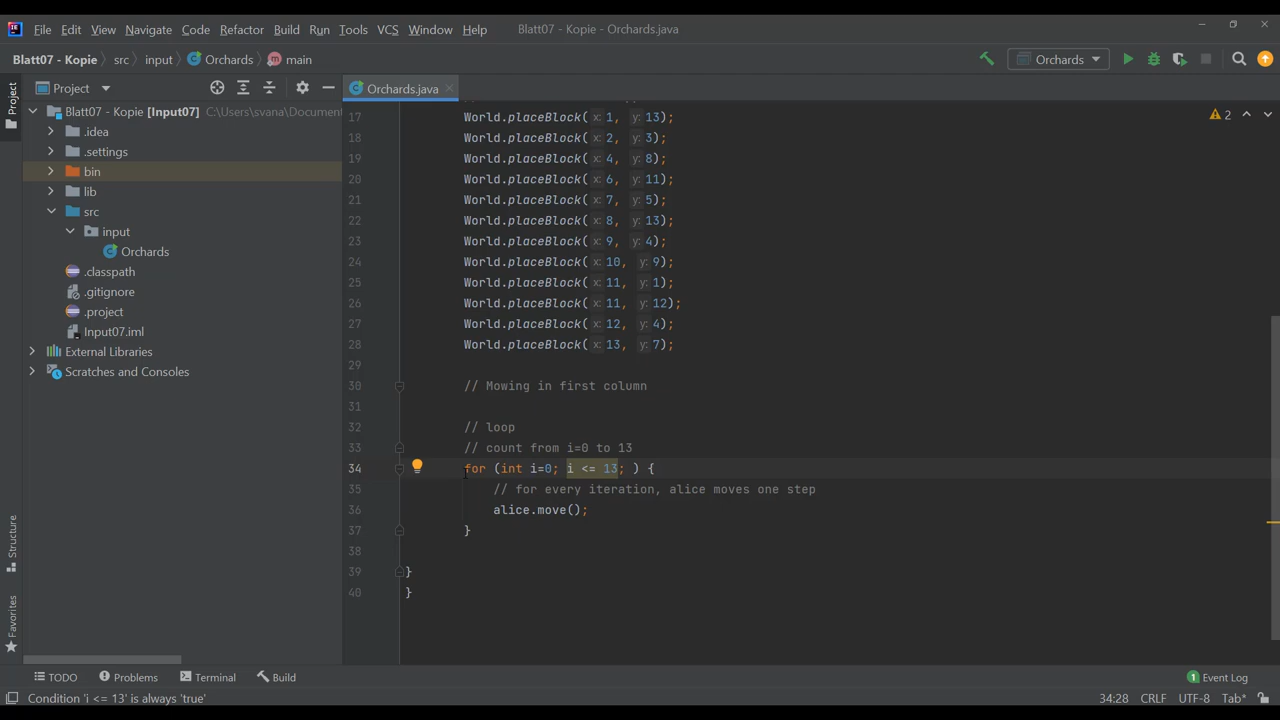 File Edit View Navigate Code Refactor Build Run Tools VCS Window Help Blatt07 - Kopie - Orchards.java
Blatt07 - Kopie src input Orchards main Orchards
Project Project Orchards.java
Blatt07 - Kopie [Input07] C:\Users\svana\Document
.idea
.settings
bin
lib
src
input
Orchards
.classpath
.gitignore
.project
Input07.iml
External Libraries
Scratches and Consoles
2
17 World.placeBlock( x: 1, y: 13);
18 World.placeBlock( x: 2, y: 3);
19 World.placeBlock( x: 4, y: 8);
20 World.placeBlock( x: 6, y: 11);
21 World.placeBlock( x: 7, y: 5);
22 World.placeBlock( x: 8, y: 13);
23 World.placeBlock( x: 9, y: 4);
24 World.placeBlock( x: 10, y: 9);
25 World.placeBlock( x: 11, y: 1);
26 World.placeBlock( x: 11, y: 12);
27 World.placeBlock( x: 12, y: 4);
28 World.placeBlock( x: 13, y: 7);
29
30 // Mowing in first column
31
32 // loop
33 // count from i=0 to 13
34 for (int i=0; i <= 13; ) {
35 // for every iteration, alice moves one step
36 alice.move();
37 }
38
39 }
40 }
Structure
Favorites
TODO Problems Terminal Build 1 Event Log
Condition 'i <= 13' is always 'true' 34:28 CRLF UTF-8 Tab*